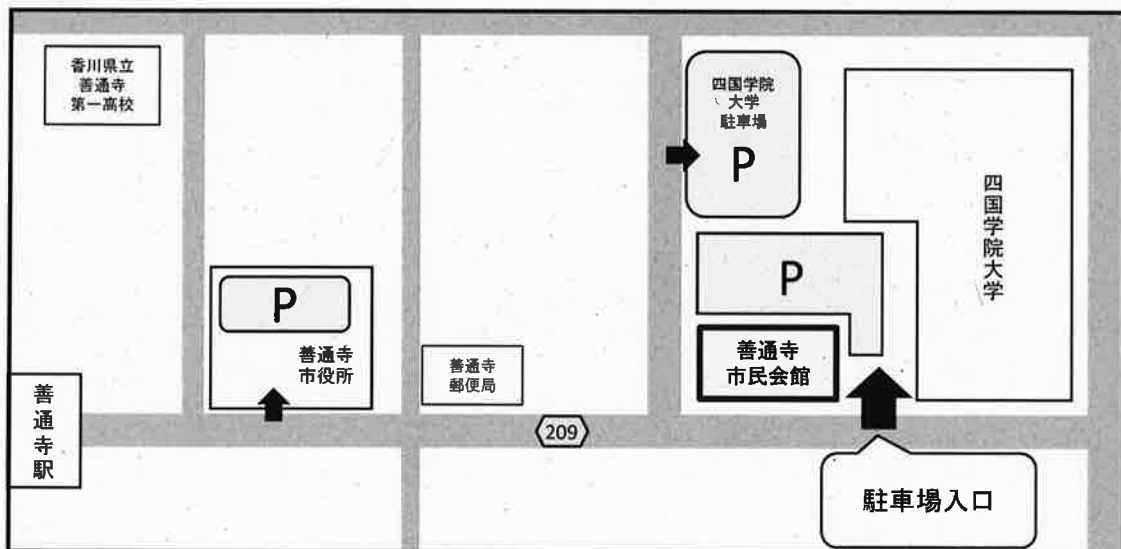 香川県立
善通寺
第一高校
四国学院
大学
駐車場
P
四国学院大学
P
P
善通寺
市役所
善通寺
郵便局
善通寺
市民会館
善通寺駅
209
駐車場入口